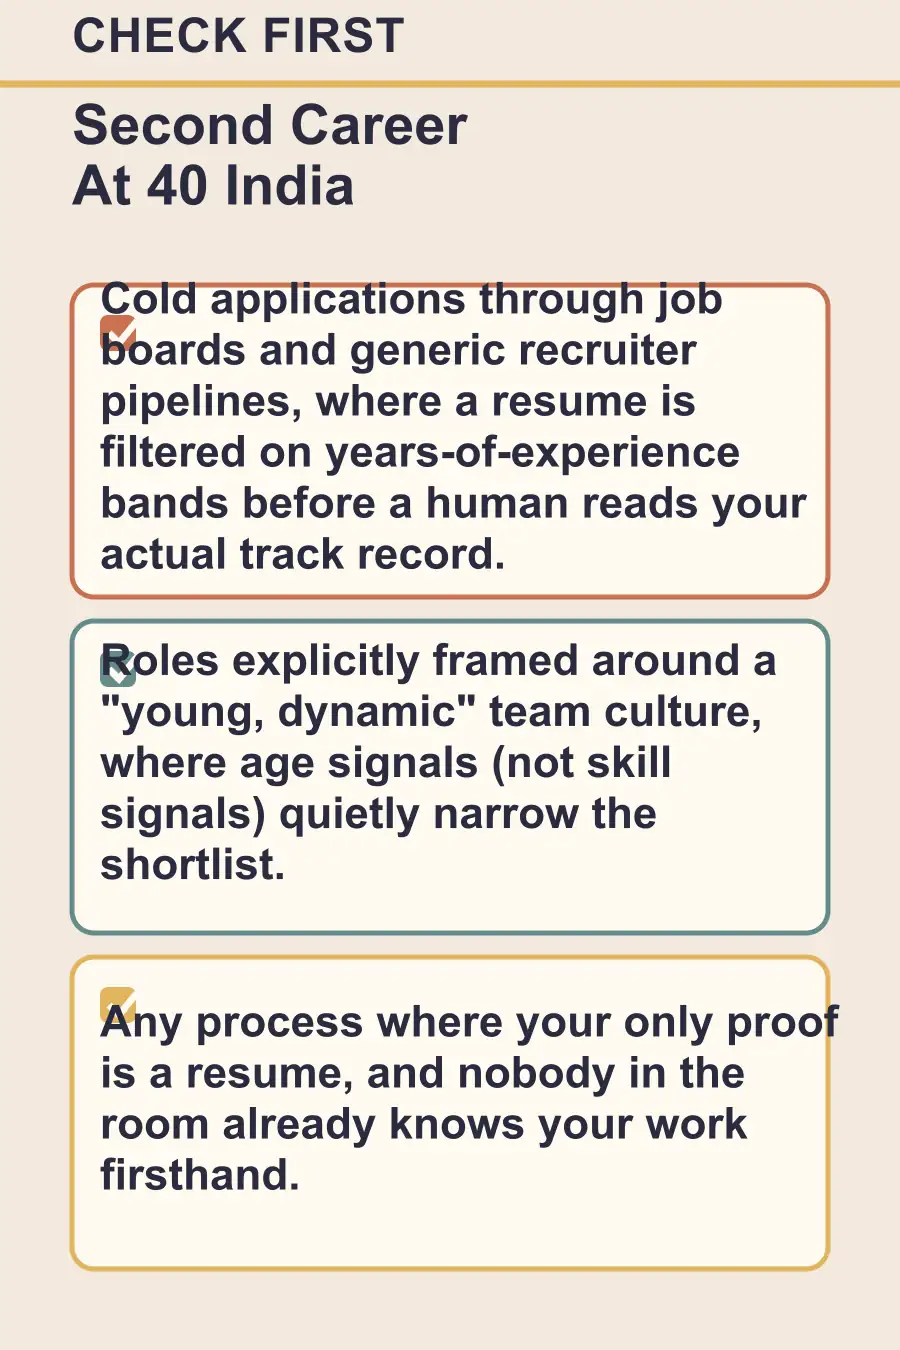 CHECK FIRST
Second Career
At 40 India
Cold applications through job
boards and generic recruiter
pipelines, where a resume is
filtered on years-of-experience
bands before a human reads your
actual track record.
Roles explicitly framed around a
"young, dynamic" team culture,
where age signals (not skill
signals) quietly narrow the
shortlist.
Any process where your only proof
is a resume, and nobody in the
room already knows your work
firsthand.